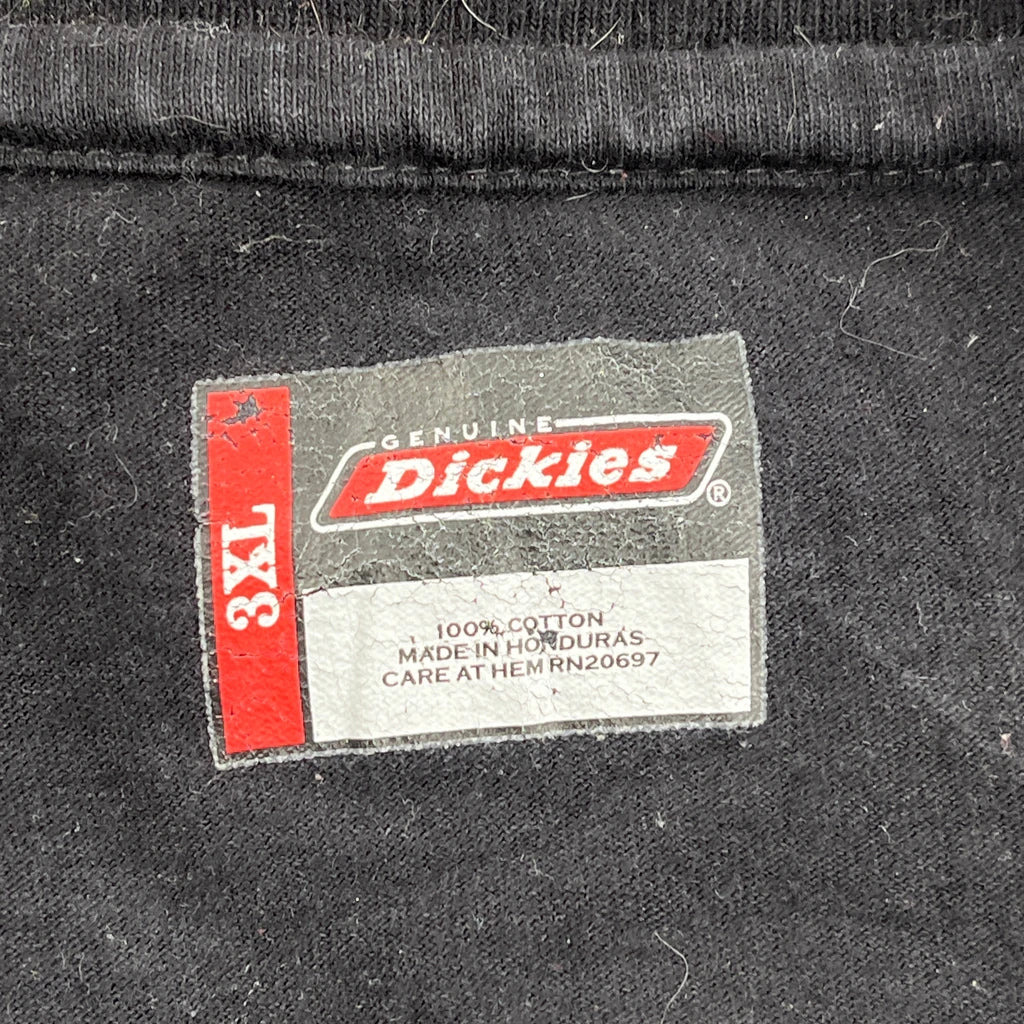 GENUINE
Dickies®
3XL
100% COTTON
MADE IN HONDURAS
CARE AT HEM RN20697